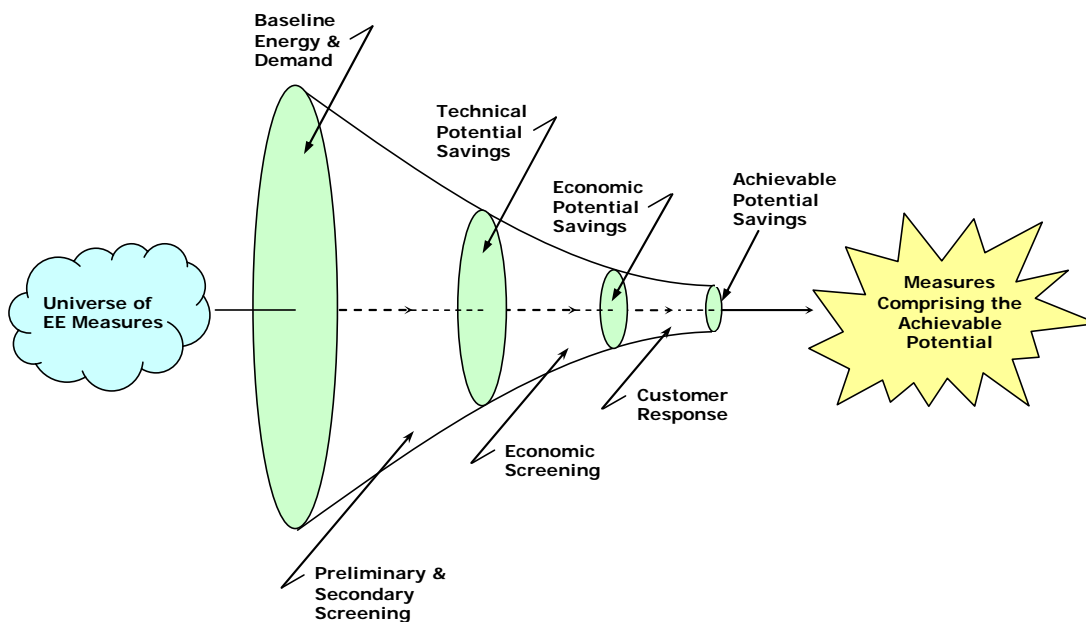 Baseline
Energy &
Demand
Technical
Potential
Savings
Economic
Potential
Savings
Achievable
Potential
Savings
Universe of
EE Measures
Measures
Comprising the
Achievable
Potential
Customer
Response
Economic
Screening
Preliminary &
Secondary
Screening